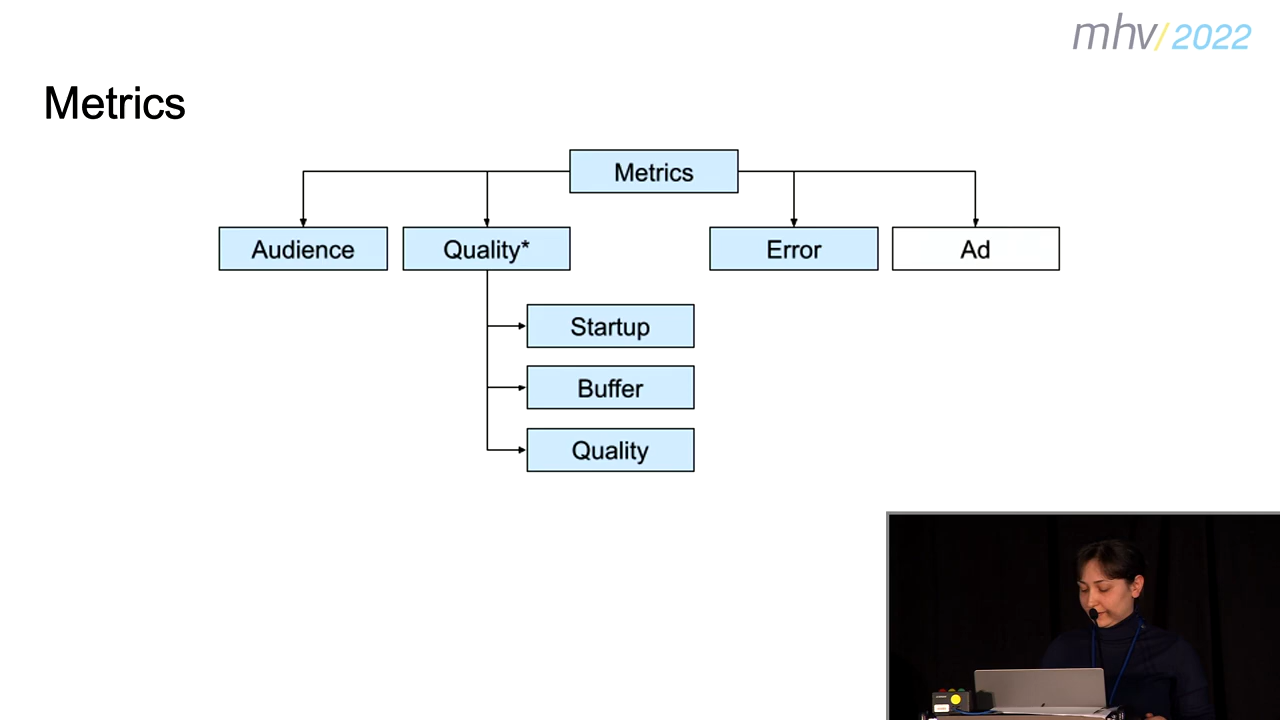 mhv/2022
Metrics
Metrics
Audience
Quality*
Error
Ad
Startup
Buffer
Quality